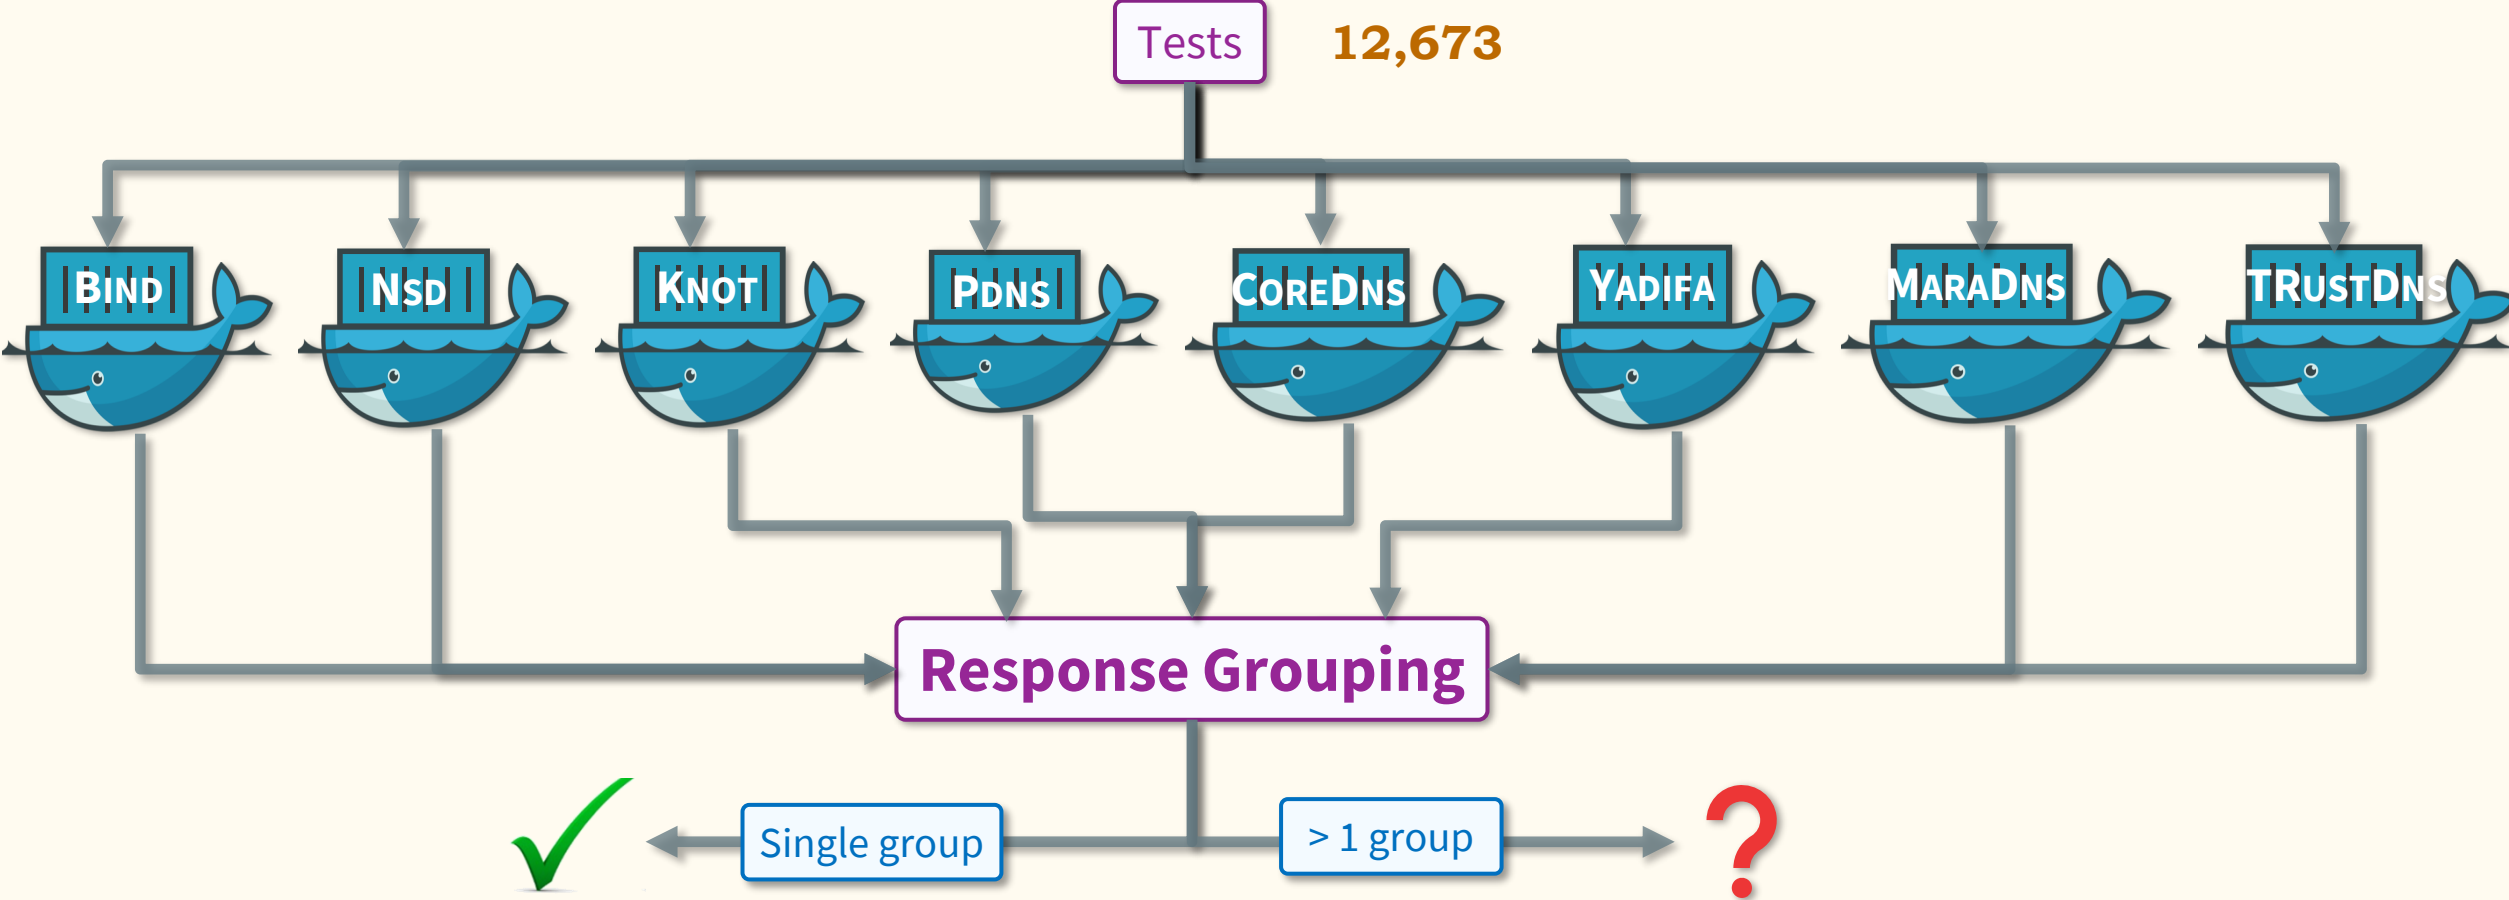 Tests 12,673
BIND NSD KNOT PDNS COREDNS YADIFA MARADNS TRUSTDNS
Response Grouping
Single group > 1 group
?